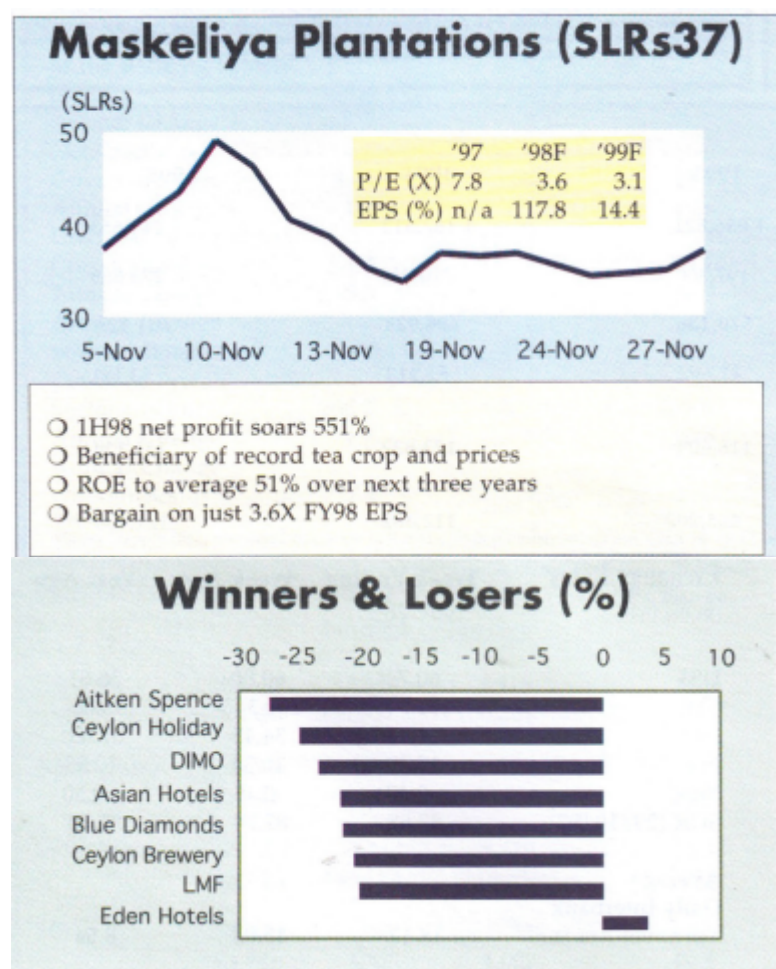 Maskeliya Plantations (SLRs37)
(SLRs)
50
'97 '98F '99F
P/E (X) 7.8 3.6 3.1
EPS (%) n/a 117.8 14.4
40
30
5-Nov 10-Nov 13-Nov 19-Nov 24-Nov 27-Nov
❍ 1H98 net profit soars 551%
❍ Beneficiary of record tea crop and prices
❍ ROE to average 51% over next three years
❍ Bargain on just 3.6X FY98 EPS
Winners & Losers (%)
-30 -25 -20 -15 -10 -5 0 5 10
Aitken Spence
Ceylon Holiday
DIMO
Asian Hotels
Blue Diamonds
Ceylon Brewery
LMF
Eden Hotels